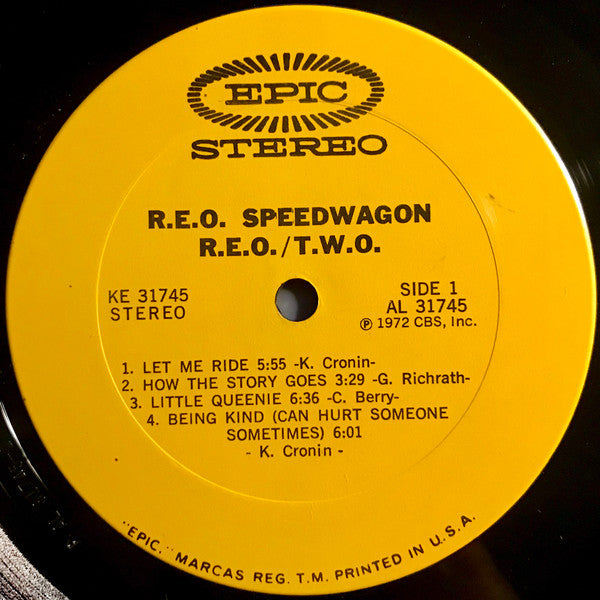 EPIC
STEREO
R.E.O. SPEEDWAGON
R.E.O./T.W.O.
KE 31745
STEREO
SIDE 1
AL 31745
℗ 1972 CBS, Inc.
1. LET ME RIDE 5:55 -K. Cronin-
2. HOW THE STORY GOES 3:29 -G. Richrath-
3. LITTLE QUEENIE 6:36 -C. Berry-
4. BEING KIND (CAN HURT SOMEONE
SOMETIMES) 6:01
- K. Cronin -
"EPIC." MARCAS REG. T.M. PRINTED IN U.S.A.